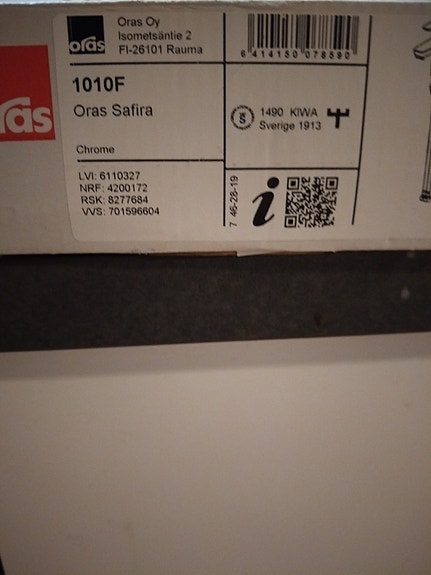 oras
Oras Oy
Isometsäntie 2
FI-26101 Rauma
6 414150 078590
ras
1010F
Oras Safira
Chrome
S
1490 KIWA
Sverige 1913
LVI: 6110327
NRF: 4200172
RSK: 8277684
VVS: 701596604
7 46-28-19
i